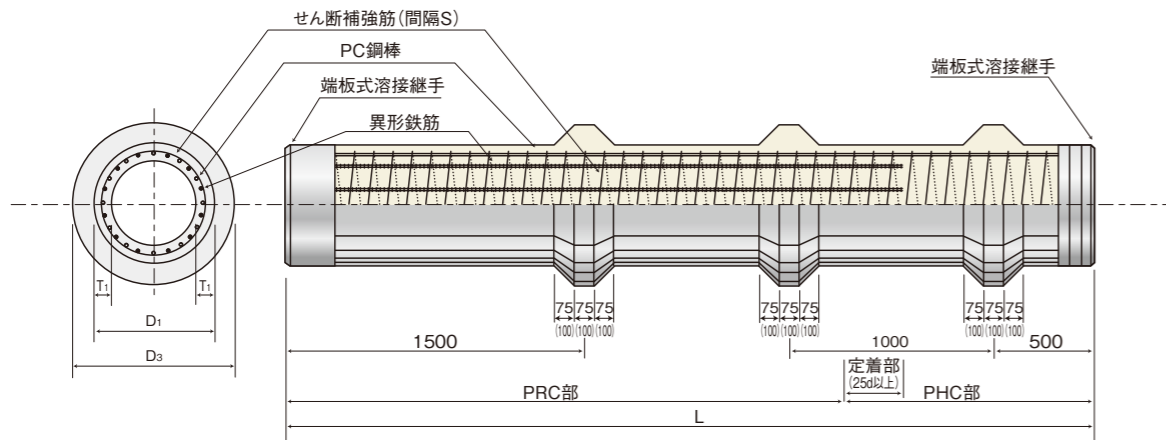 せん断補強筋(間隔S)
PC鋼棒
端板式溶接継手
異形鉄筋
端板式溶接継手
T1
T1
D1
D3
75 75 75
(100) (100) (100)
75 75 75
(100) (100) (100)
75 75 75
(100) (100) (100)
1500
1000
500
定着部
(25d以上)
PRC部
PHC部
L